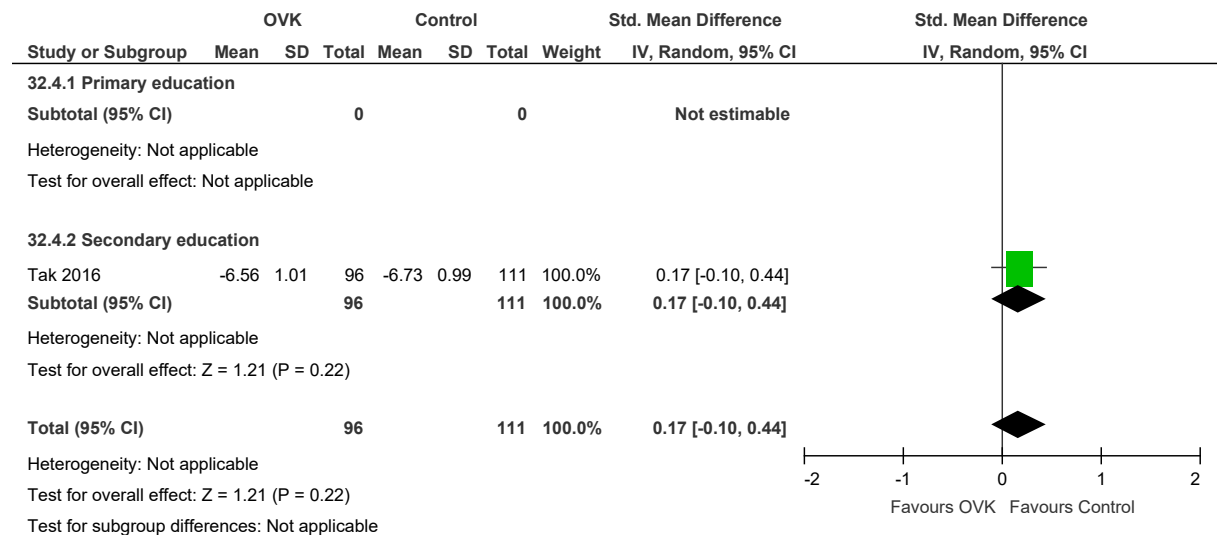 OVK Control Std. Mean Difference Std. Mean Difference
Study or Subgroup Mean SD Total Mean SD Total Weight IV, Random, 95% CI IV, Random, 95% CI
32.4.1 Primary education
Subtotal (95% CI) 0 0 Not estimable
Heterogeneity: Not applicable
Test for overall effect: Not applicable
32.4.2 Secondary education
Tak 2016 -6.56 1.01 96 -6.73 0.99 111 100.0% 0.17 [-0.10, 0.44]
Subtotal (95% CI) 96 111 100.0% 0.17 [-0.10, 0.44]
Heterogeneity: Not applicable
Test for overall effect: Z = 1.21 (P = 0.22)
Total (95% CI) 96 111 100.0% 0.17 [-0.10, 0.44]
Heterogeneity: Not applicable
Test for overall effect: Z = 1.21 (P = 0.22)
Test for subgroup differences: Not applicable
-2 -1 0 1 2
Favours OVK Favours Control